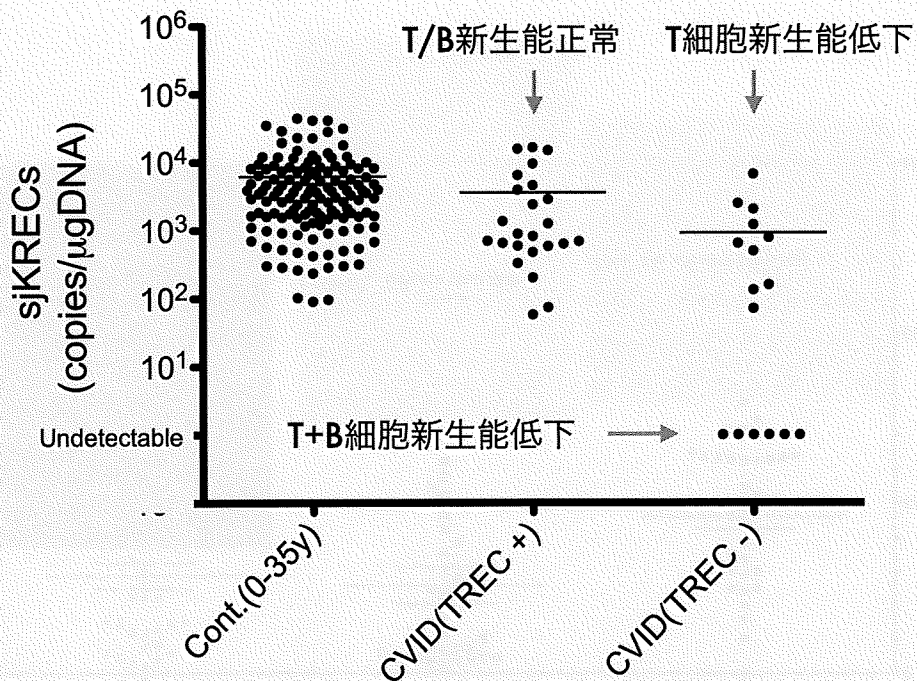 10⁶
T/B新生能正常
T細胞新生能低下
10⁵
10⁴
10³
10²
10¹
sjKRECs
(copies/μgDNA)
Undetectable
T+B細胞新生能低下
Cont.(0-35y)
CVID(TREC +)
CVID(TREC -)